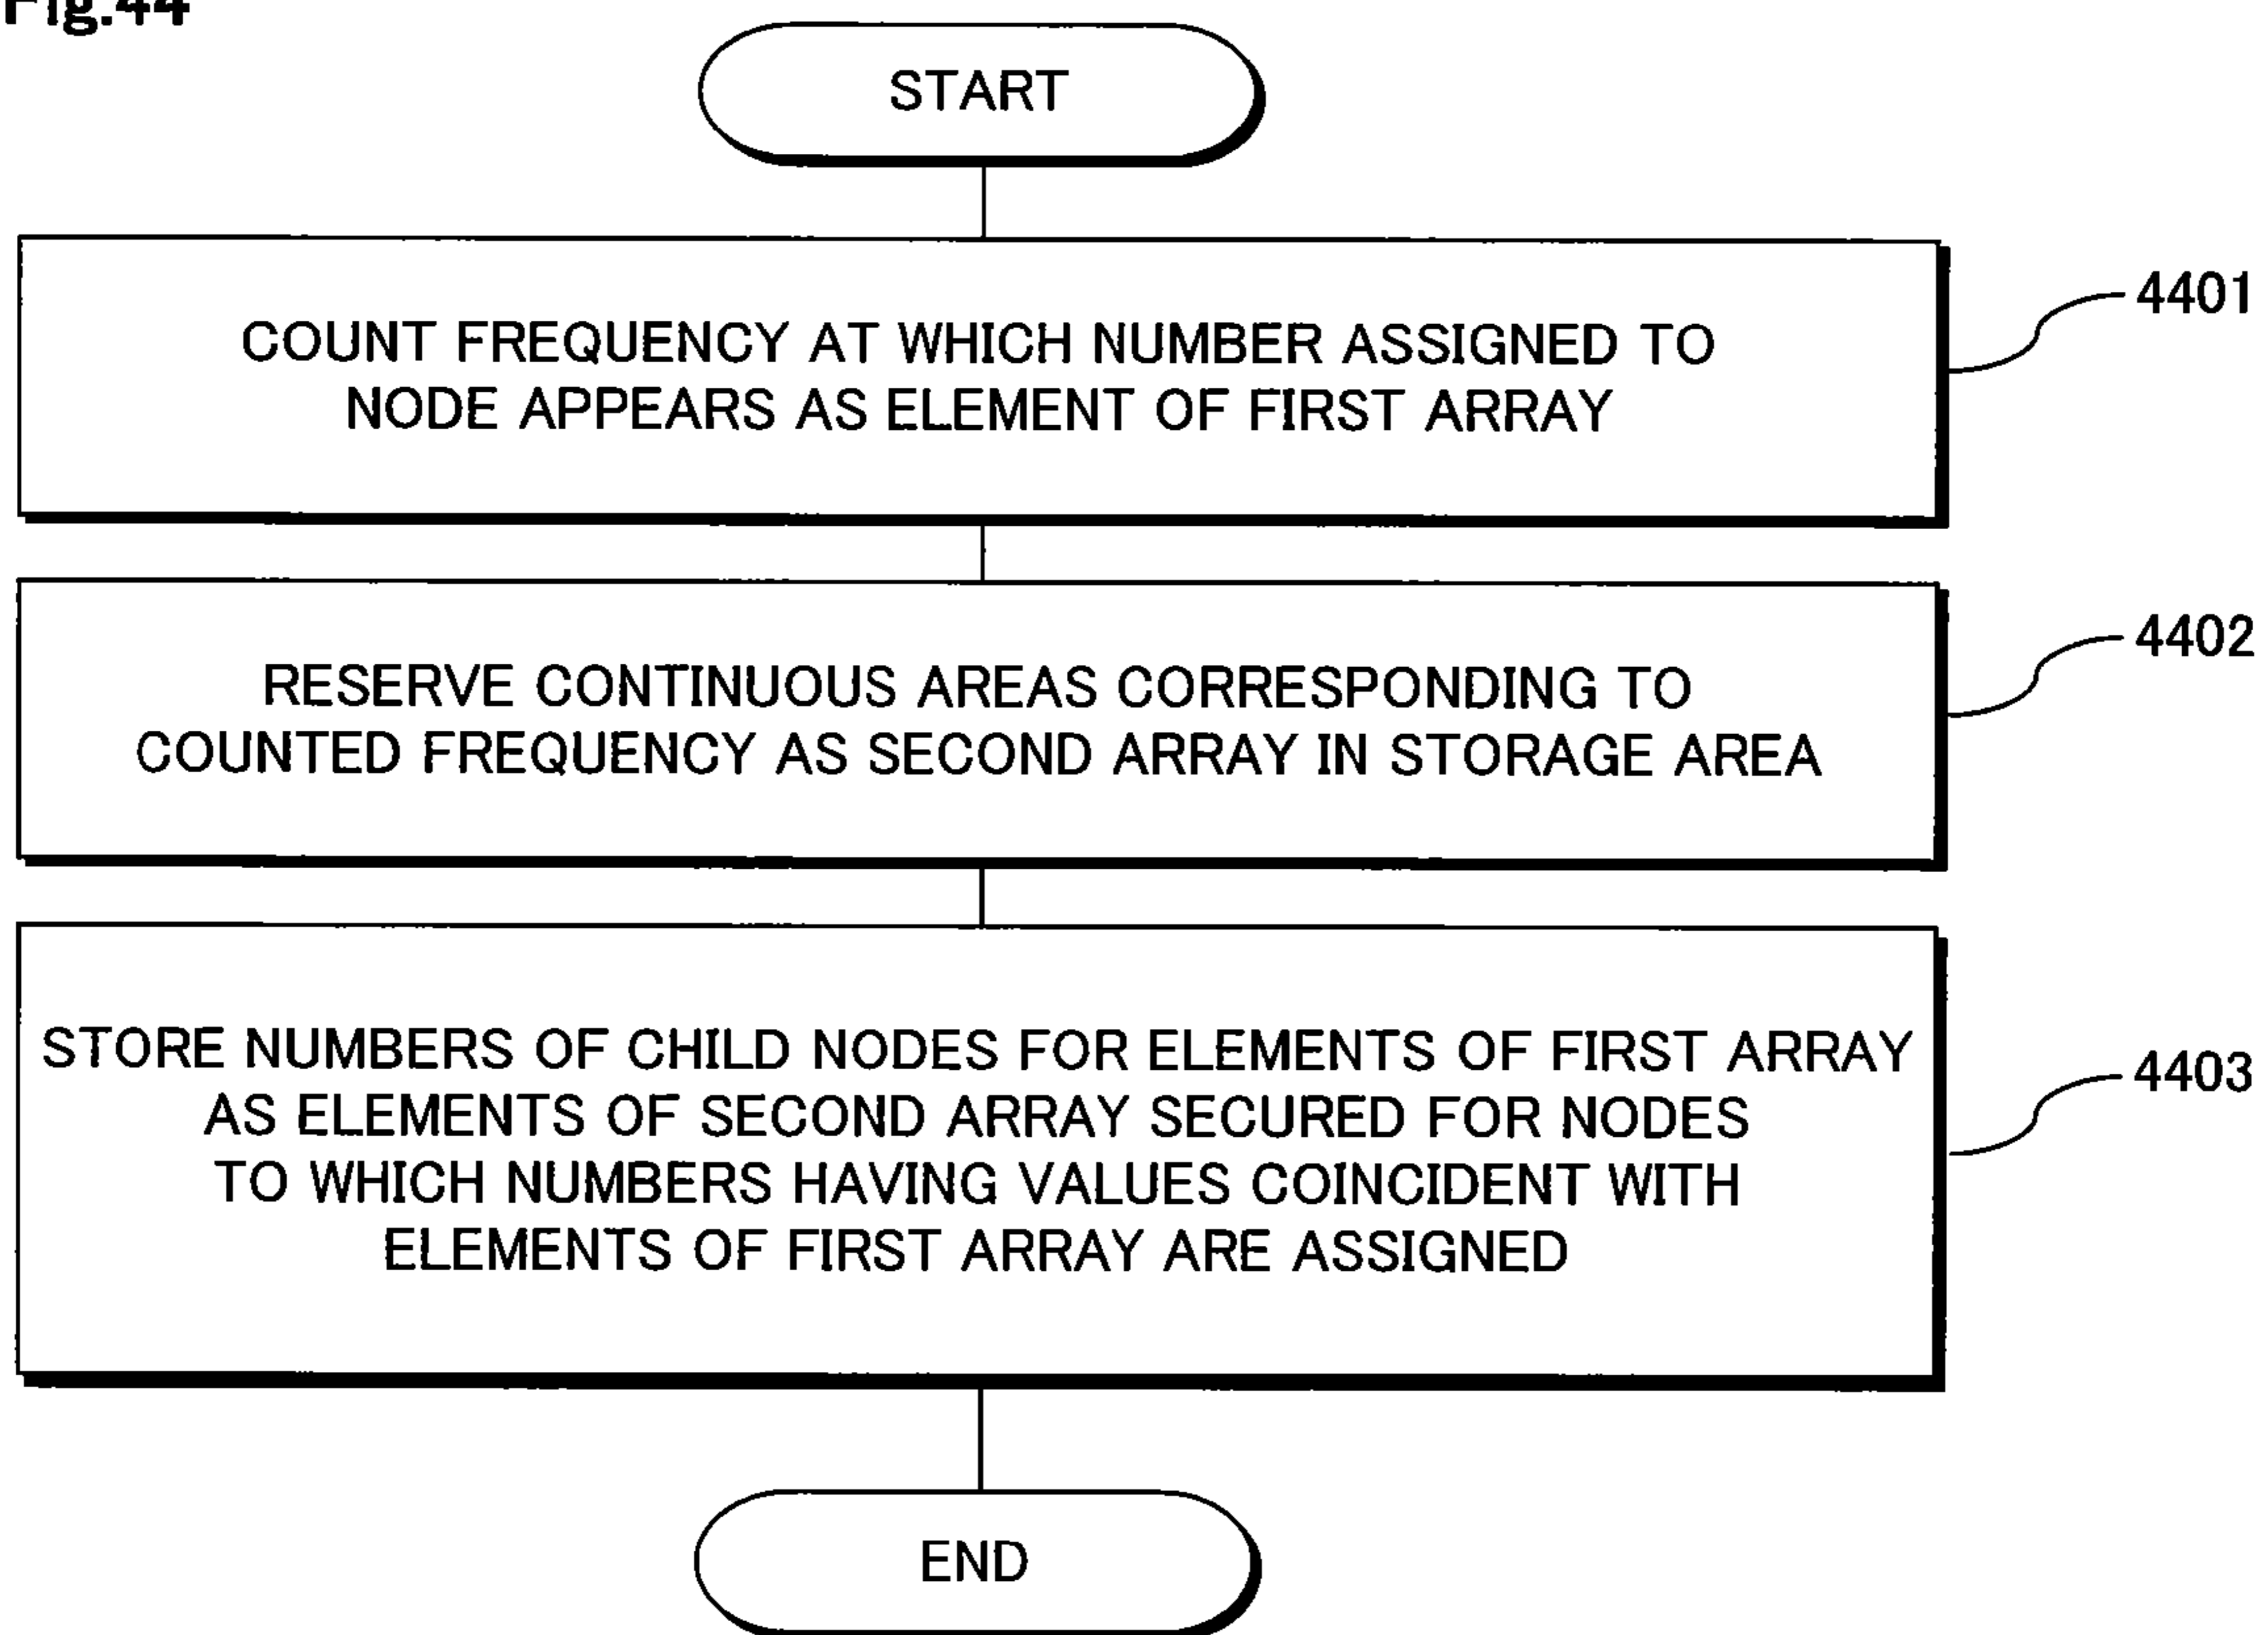 Fig.44
START
COUNT FREQUENCY AT WHICH NUMBER ASSIGNED TO
NODE APPEARS AS ELEMENT OF FIRST ARRAY
4401
RESERVE CONTINUOUS AREAS CORRESPONDING TO
COUNTED FREQUENCY AS SECOND ARRAY IN STORAGE AREA
4402
STORE NUMBERS OF CHILD NODES FOR ELEMENTS OF FIRST ARRAY
AS ELEMENTS OF SECOND ARRAY SECURED FOR NODES
TO WHICH NUMBERS HAVING VALUES COINCIDENT WITH
ELEMENTS OF FIRST ARRAY ARE ASSIGNED
4403
END